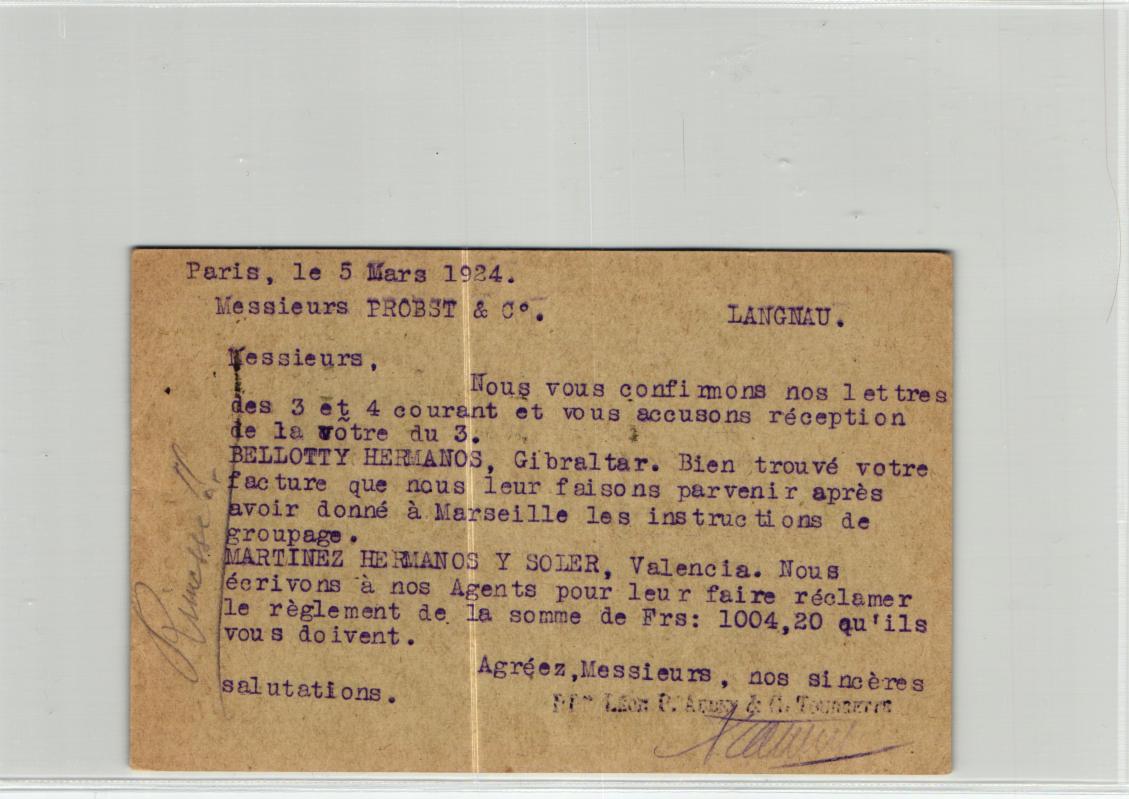 Paris, le 5 Mars 1924.
Messieurs PROBST & Cº. LANGNAU.
Messieurs,
Nous vous confirmons nos lettres
des 3 et 4 courant et vous accusons réception
de la vôtre du 3.
BELLOTTY HERMANOS, Gibraltar. Bien trouvé votre
facture que nous leur faisons parvenir après
avoir donné à Marseille les instructions de
groupage.
MARTINEZ HERMANOS Y SOLER, Valencia. Nous
écrivons à nos Agents pour leur faire réclamer
le règlement de la somme de Frs: 1004,20 qu'ils
vous doivent.
Agréez,Messieurs, nos sincères
salutations.
Léon